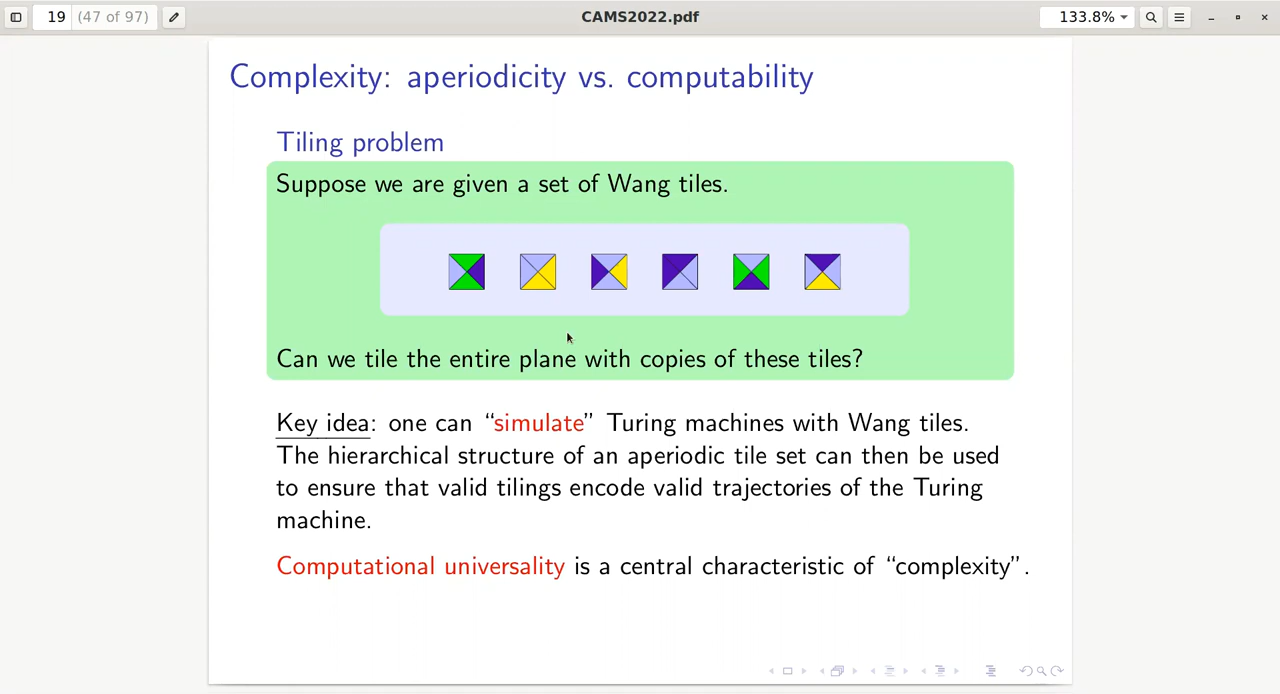 19 (47 of 97) CAMS2022.pdf 133.8%
Complexity: aperiodicity vs. computability
Tiling problem
Suppose we are given a set of Wang tiles.
Can we tile the entire plane with copies of these tiles?
Key idea: one can “simulate” Turing machines with Wang tiles.
The hierarchical structure of an aperiodic tile set can then be used
to ensure that valid tilings encode valid trajectories of the Turing
machine.
Computational universality is a central characteristic of “complexity”.